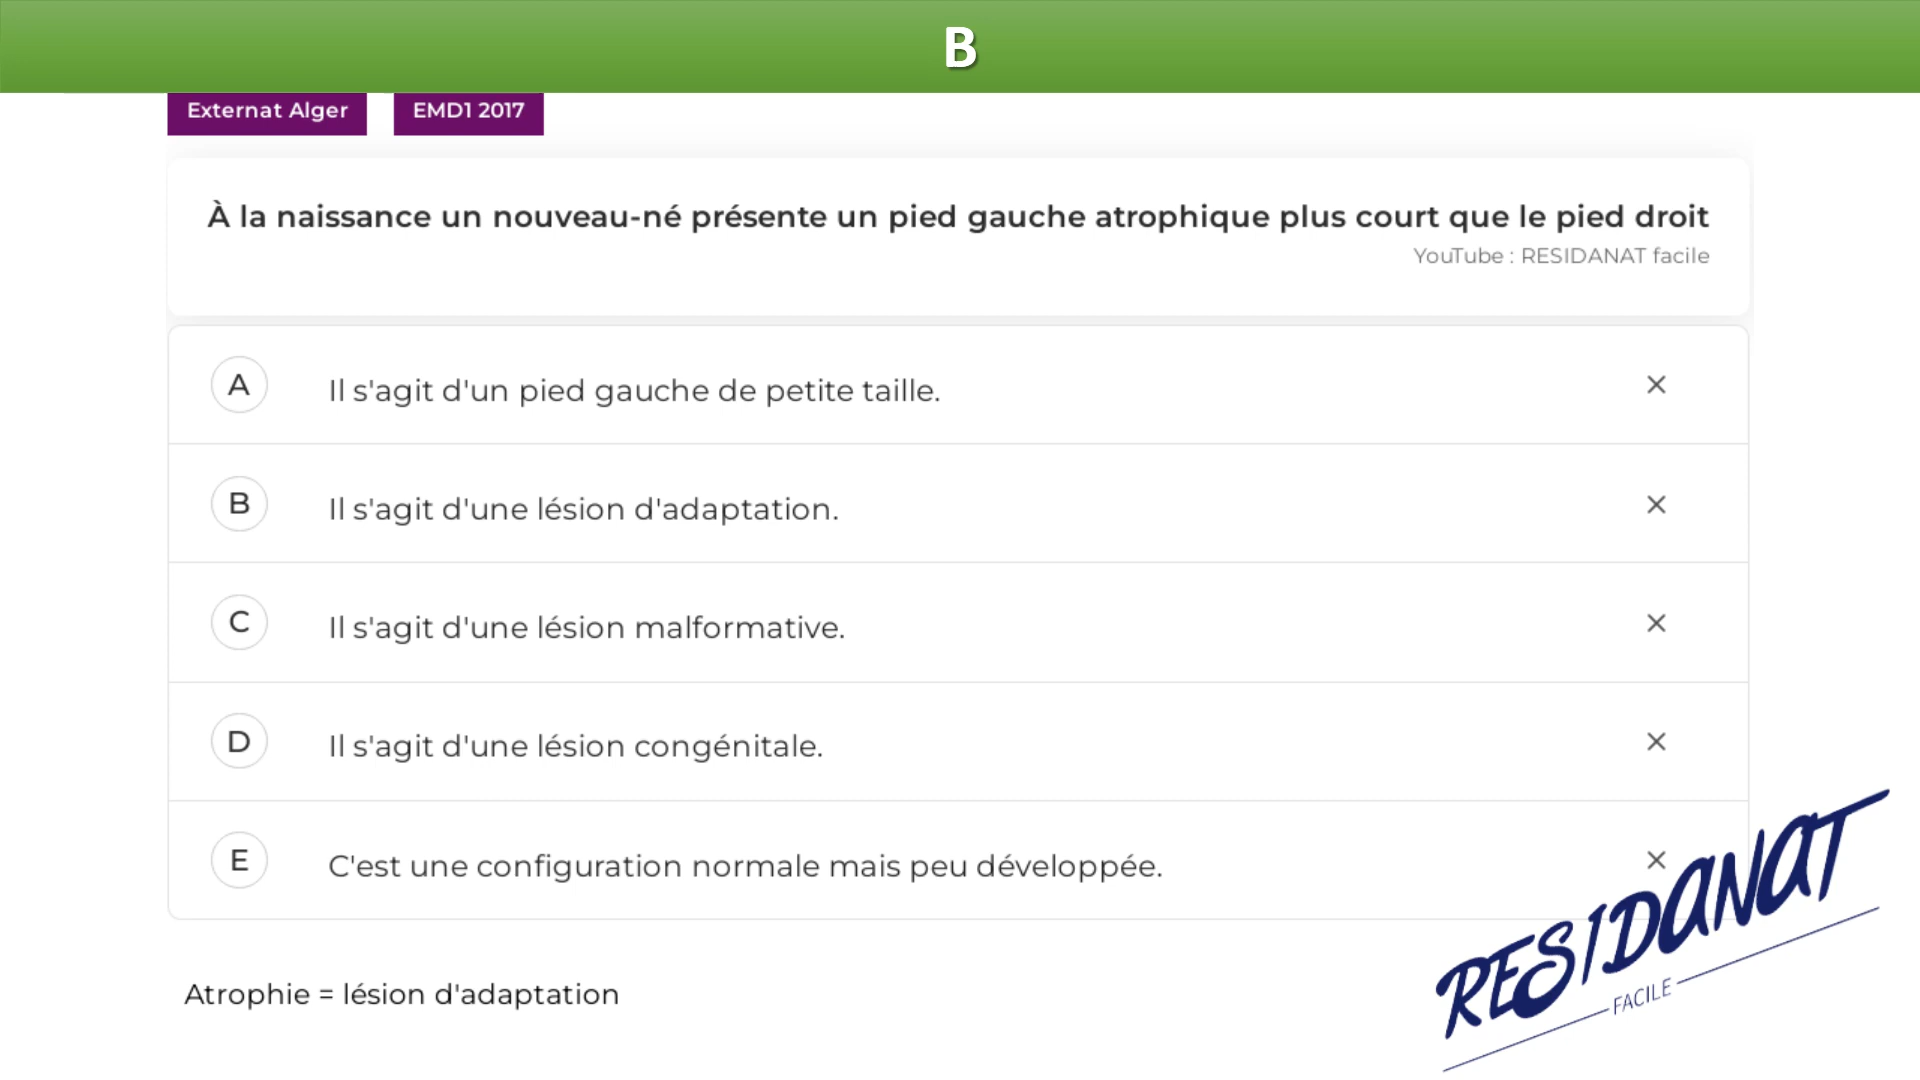 B
Externat Alger
EMD1 2017
À la naissance un nouveau-né présente un pied gauche atrophique plus court que le pied droit
YouTube : RESIDANAT facile
A
Il s'agit d'un pied gauche de petite taille.
B
Il s'agit d'une lésion d'adaptation.
C
Il s'agit d'une lésion malformative.
D
Il s'agit d'une lésion congénitale.
E
C'est une configuration normale mais peu développée.
Atrophie = lésion d'adaptation
RESIDANAT
FACILE